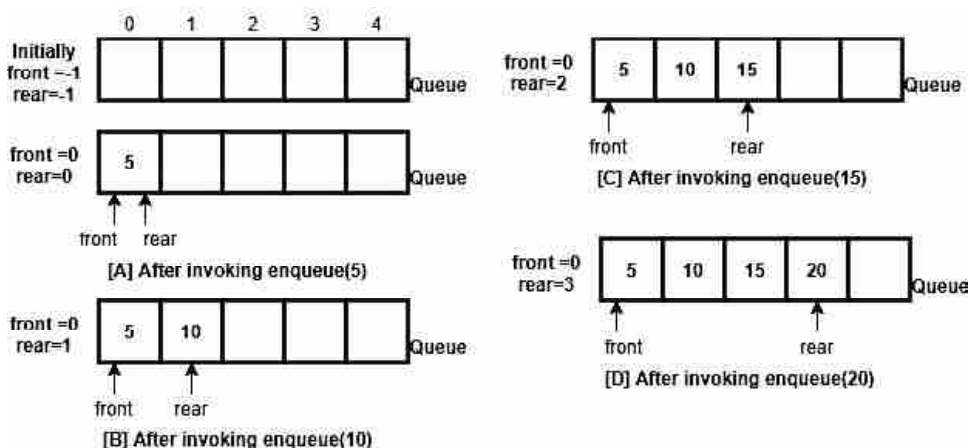 0 1 2 3 4
Initially
front =-1
rear=-1
Queue
front =0
rear=0
5
Queue
front rear
[A] After invoking enqueue(5)
front =0
rear=1
5 10
Queue
front rear
[B] After invoking enqueue(10)
front =0
rear=2
5 10 15
Queue
front rear
[C] After invoking enqueue(15)
front =0
rear=3
5 10 15 20
Queue
front rear
[D] After invoking enqueue(20)